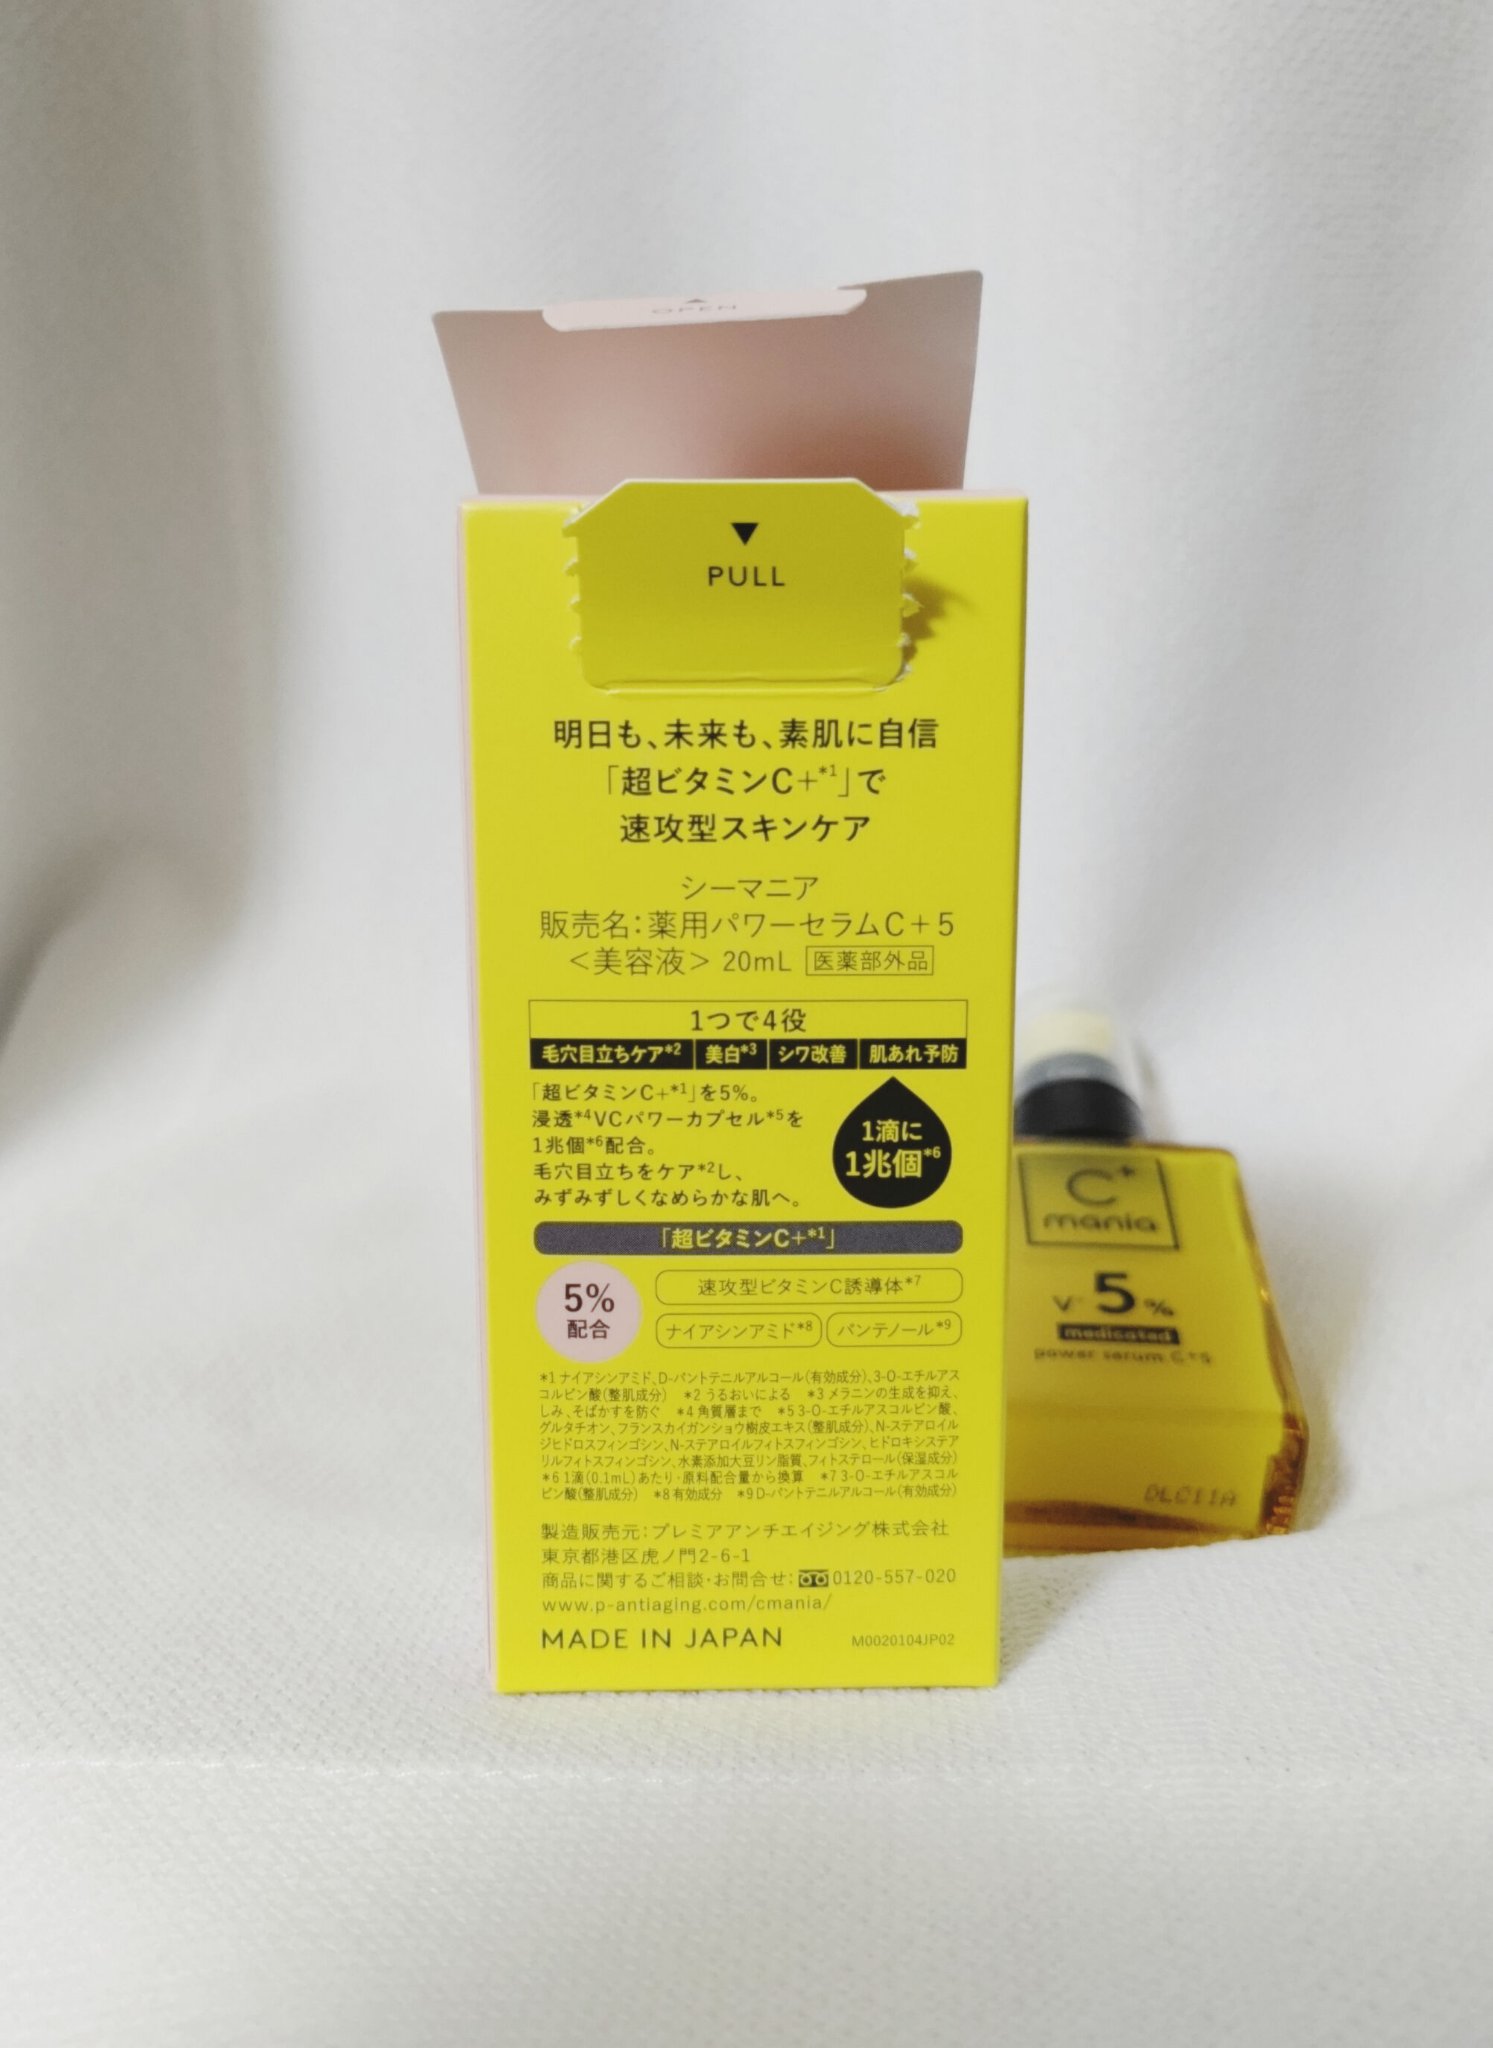 OPEN
PULL
明日も、未来も、素肌に自信
「超ビタミンC+*1」で
速攻型スキンケア
シーマニア
販売名:薬用パワーセラムC+5
<美容液> 20mL 医薬部外品
1つで4役
毛穴目立ちケア*2 美白*3 シワ改善 肌あれ予防
「超ビタミンC+*1」を5%。
浸透*4VCパワーカプセル*5を
1兆個*6配合。
毛穴目立ちをケア*2し、
みずみずしくなめらかな肌へ。
1滴に
1兆個*6
「超ビタミンC+*1」
5%
配合
速攻型ビタミンC誘導体*7
ナイアシンアミド*8 パンテノール*9
*1 ナイアシンアミド、D-パントテニルアルコール(有効成分)、3-O-エチルアス
コルビン酸(整肌成分) *2 うるおいによる *3 メラニンの生成を抑え、
しみ、そばかすを防ぐ *4 角質層まで *5 3-O-エチルアスコルビン酸、
グルタチオン、フランスカイガンショウ樹皮エキス(整肌成分)、N-ステアロイル
ジヒドロスフィンゴシン、N-ステアロイルフィトスフィンゴシン、ヒドロキシステア
リルフィトスフィンゴシン、水素添加大豆リン脂質、フィトステロール(保湿成分)
*6 1滴(0.1mL)あたり・原料配合量から換算 *7 3-O-エチルアスコル
ビン酸(整肌成分) *8 有効成分 *9 D-パントテニルアルコール(有効成分)
製造販売元:プレミアアンチエイジング株式会社
東京都港区虎ノ門2-6-1
商品に関するご相談・お問合せ:0120-557-020
www.p-antiaging.com/cmania/
MADE IN JAPAN M0020104JP02
C+
mania
5%
medicated
power serum C+5